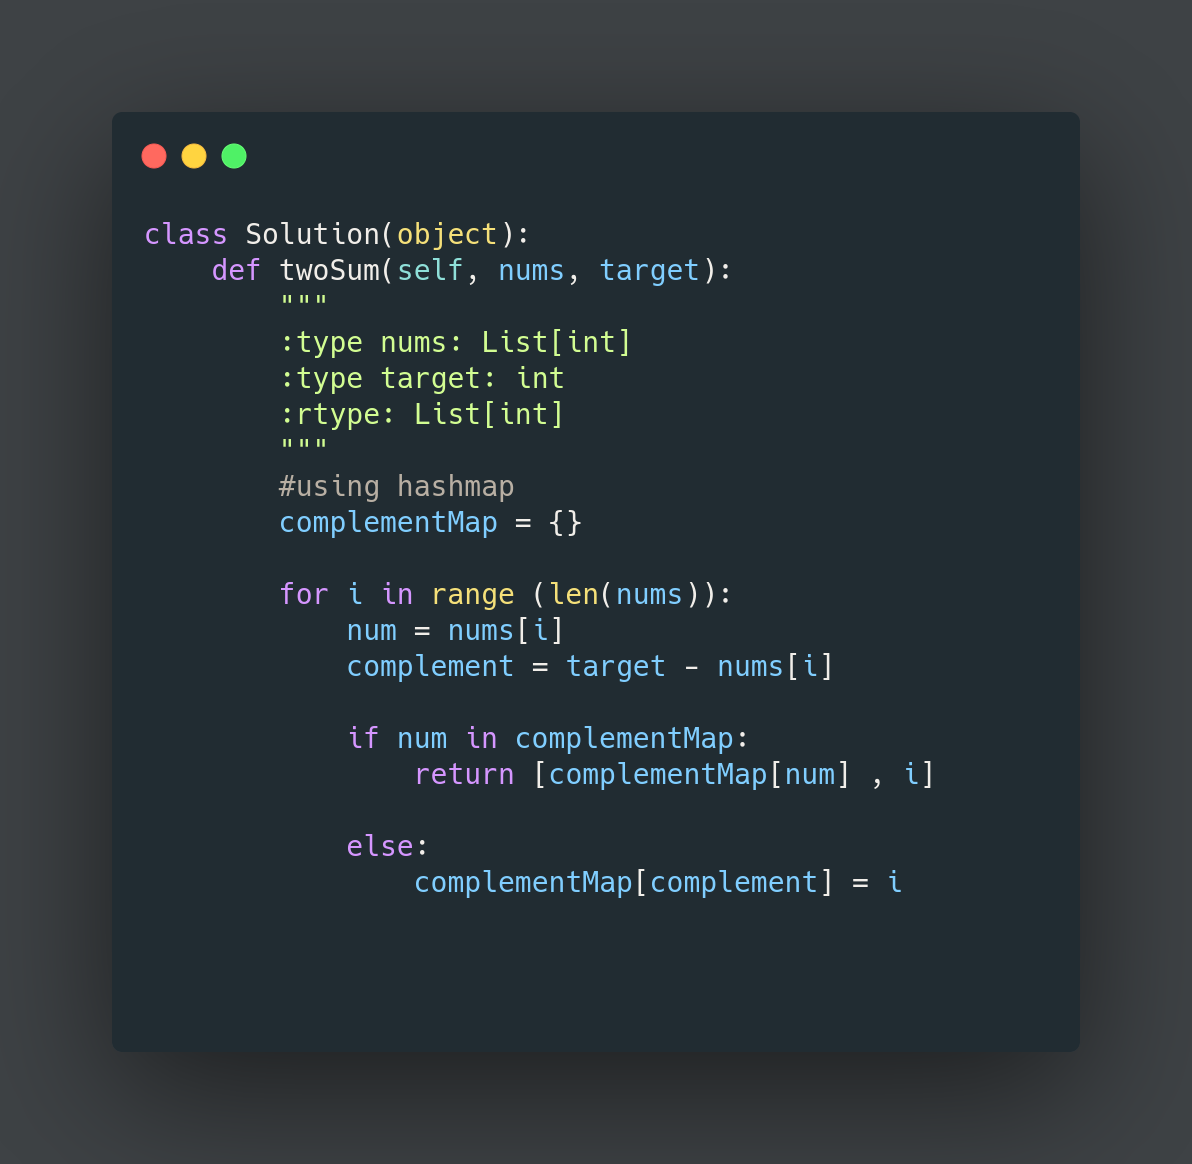 class Solution(object):
    def twoSum(self, nums, target):
        """
        :type nums: List[int]
        :type target: int
        :rtype: List[int]
        """
        #using hashmap
        complementMap = {}

        for i in range (len(nums)):
            num = nums[i]
            complement = target - nums[i]

            if num in complementMap:
                return [complementMap[num] , i]

            else:
                complementMap[complement] = i